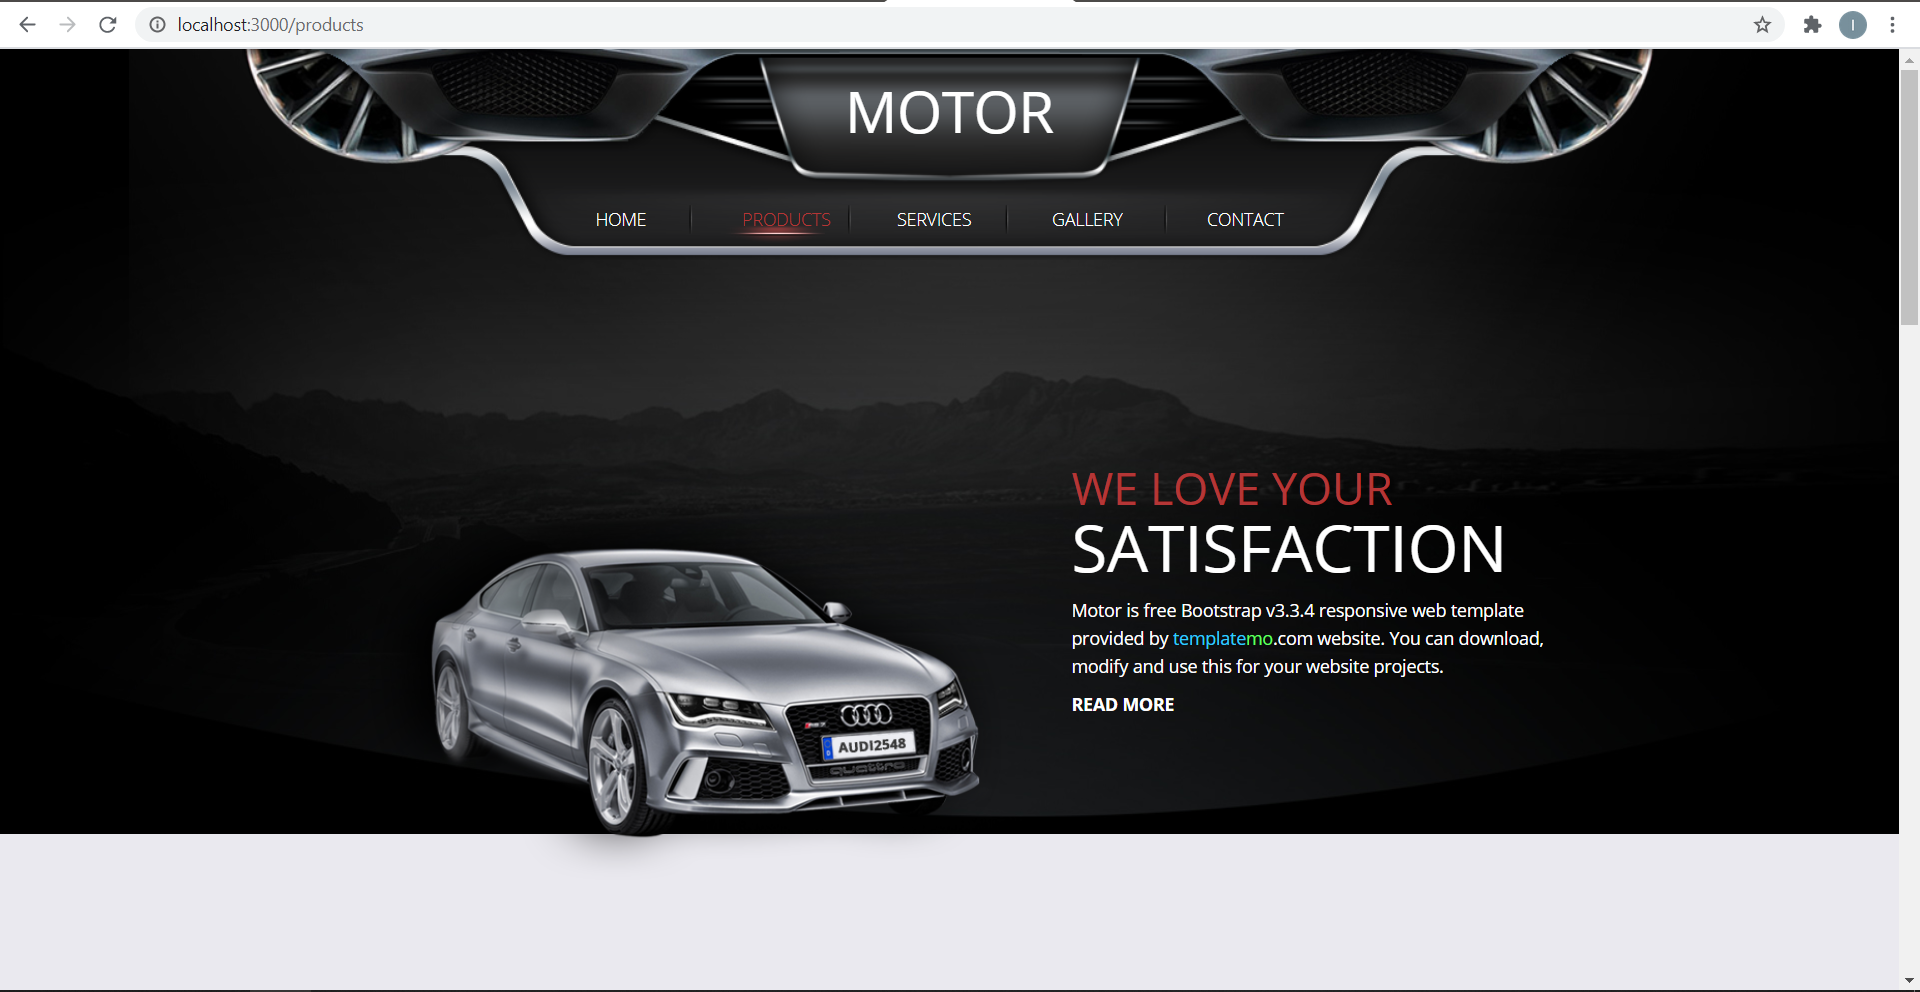 localhost:3000/products
I
MOTOR
HOME PRODUCTS SERVICES GALLERY CONTACT
WE LOVE YOUR
SATISFACTION
Motor is free Bootstrap v3.3.4 responsive web template
provided by templatemo.com website. You can download,
modify and use this for your website projects.
READ MORE
AUDI2548
quattro